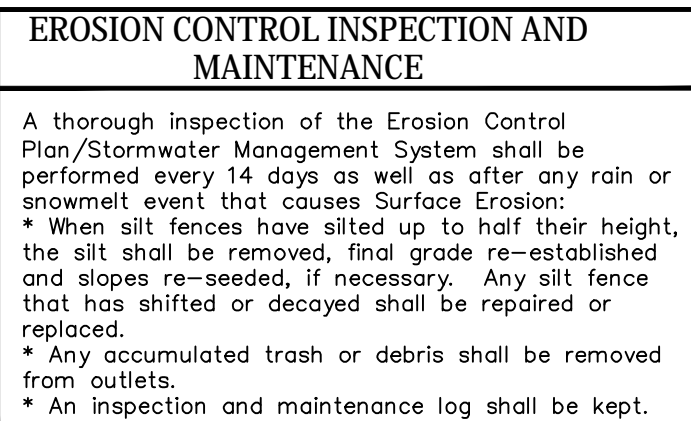 EROSION CONTROL INSPECTION AND
MAINTENANCE
A thorough inspection of the Erosion Control
Plan/Stormwater Management System shall be
performed every 14 days as well as after any rain or
snowmelt event that causes Surface Erosion:
* When silt fences have silted up to half their height,
the silt shall be removed, final grade re–established
and slopes re–seeded, if necessary.  Any silt fence
that has shifted or decayed shall be repaired or
replaced.
* Any accumulated trash or debris shall be removed
from outlets.
* An inspection and maintenance log shall be kept.